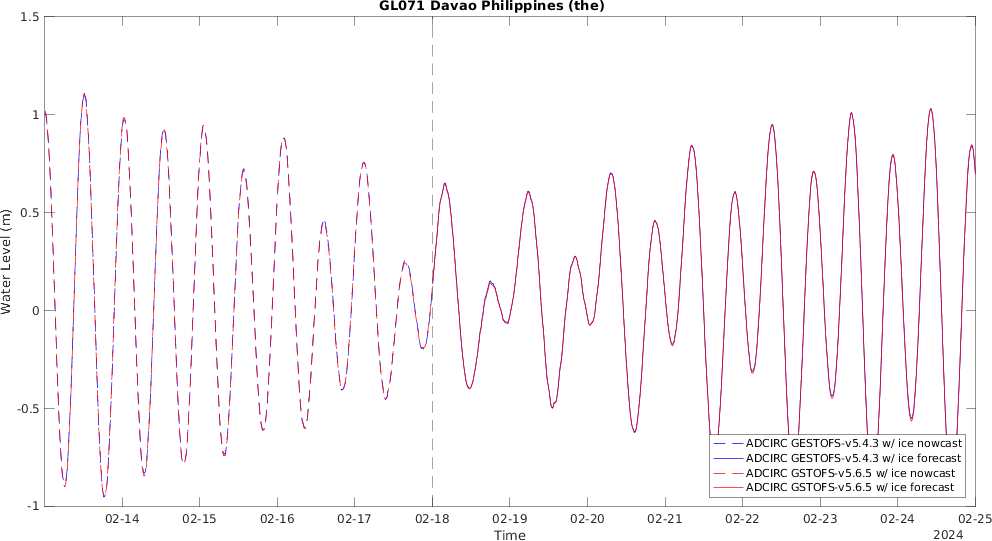 GL071 Davao Philippines (the)
1.5
1
0.5
0
-0.5
-1
Water Level (m)
02-14
02-15
02-16
02-17
02-18
02-19
02-20
02-21
02-22
02-23
02-24
02-25
Time
2024
ADCIRC GESTOFS-v5.4.3 w/ ice nowcast
ADCIRC GESTOFS-v5.4.3 w/ ice forecast
ADCIRC GSTOFS-v5.6.5 w/ ice nowcast
ADCIRC GSTOFS-v5.6.5 w/ ice forecast